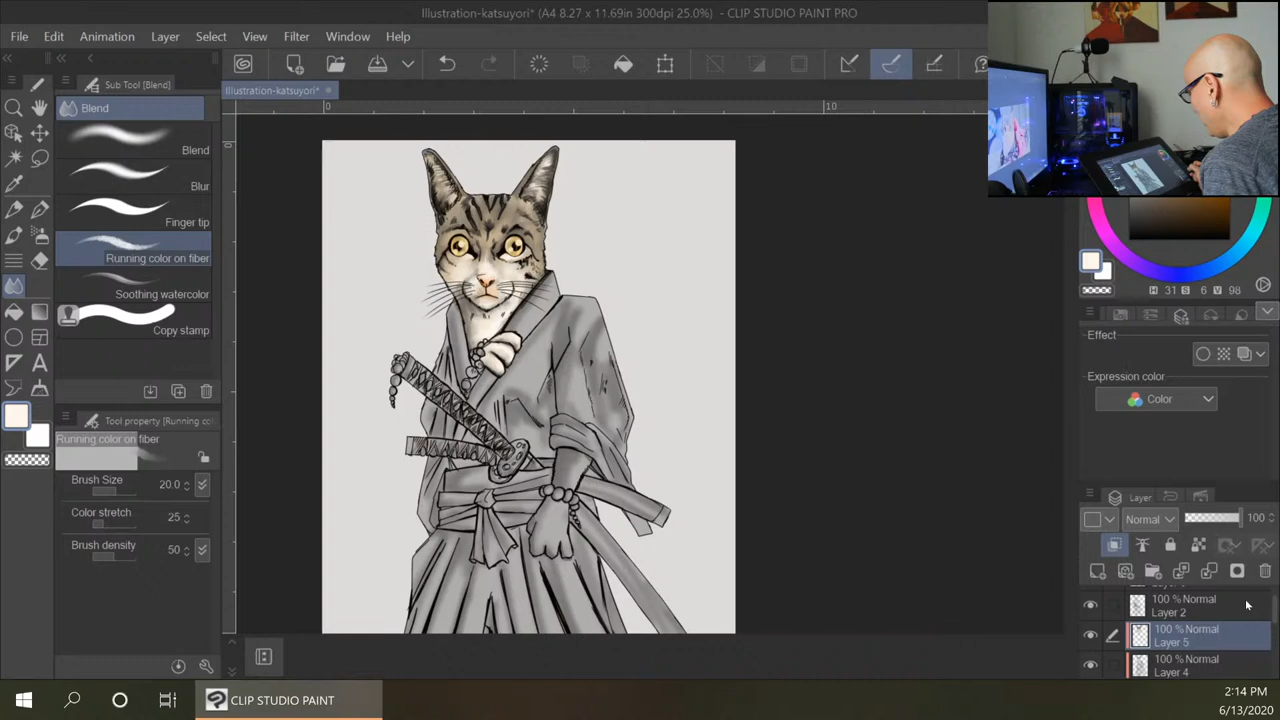 Illustration-katsuyori* (A4 8.27 x 11.69in 300dpi 25.0%) - CLIP STUDIO PAINT PRO
File Edit Animation Layer Select View Filter Window Help
Sub Tool [Blend]
Illustration-katsuyori*
Blend
0
10
0
Blend
Blur
Finger tip
Running color on fiber
Soothing watercolor
Copy stamp
H 31 S 6 V 98
Effect
Expression color
Color
Tool property [Running cc
Running color on fiber
Brush Size 20.0
Color stretch 25
Brush density 50
Layer
Normal 100
100 % Normal
Layer 2
100 % Normal
Layer 5
100 % Normal
Layer 4
CLIP STUDIO PAINT
2:14 PM
6/13/2020